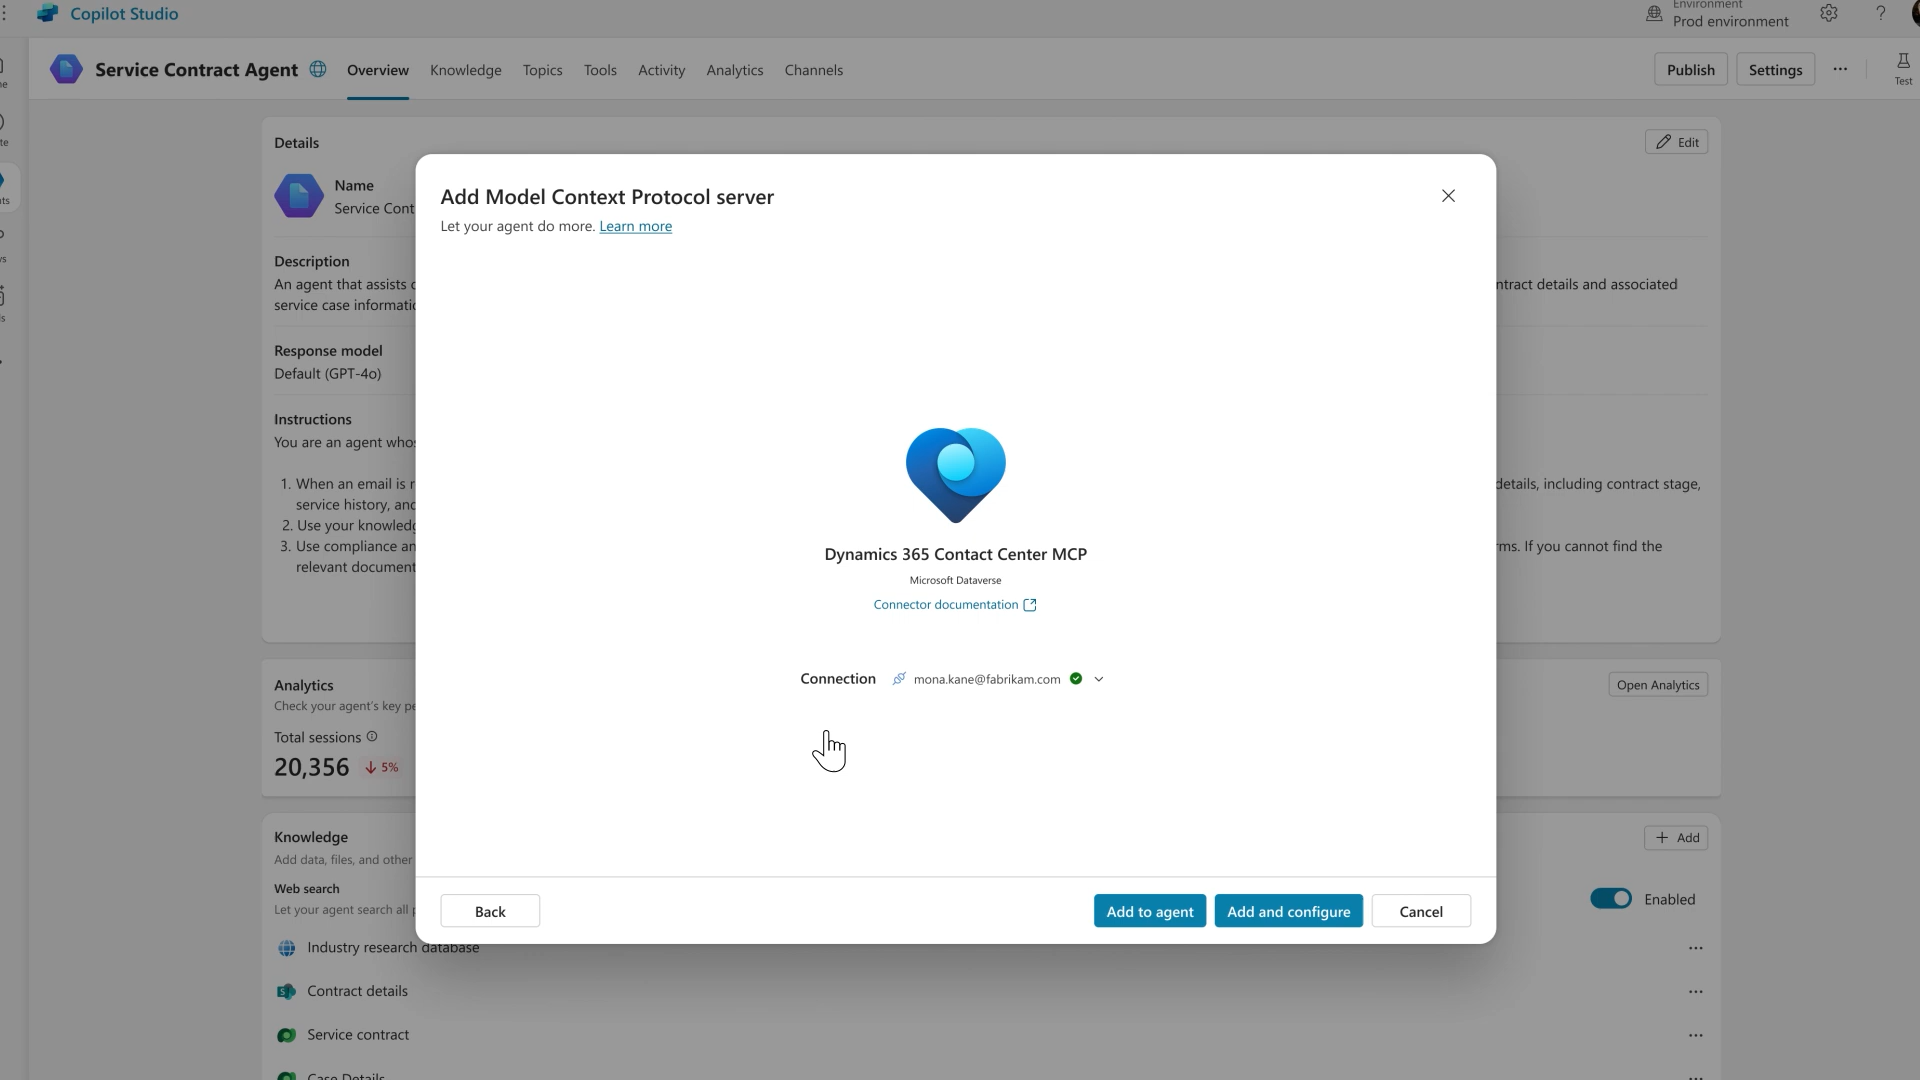 Copilot Studio
Environment
Prod environment
?
Service Contract Agent
Overview
Knowledge
Topics
Tools
Activity
Analytics
Channels
Publish
Settings
Test
Details
Edit
Name
Service Cont
Description
An agent that assists c
ntract details and associated
service case informatio
Response model
Default (GPT-4o)
Instructions
You are an agent whos
1. When an email is r
details, including contract stage,
service history, and
2. Use your knowledg
3. Use compliance an
rms. If you cannot find the
relevant document
Add Model Context Protocol server
Let your agent do more. Learn more
Dynamics 365 Contact Center MCP
Microsoft Dataverse
Connector documentation
Connection
mona.kane@fabrikam.com
Back
Add to agent
Add and configure
Cancel
Analytics
Check your agent's key pe
Open Analytics
Total sessions
20,356
5%
Knowledge
Add data, files, and other
Add
Web search
Let your agent search all p
Enabled
Industry research database
Contract details
Service contract
Case Details